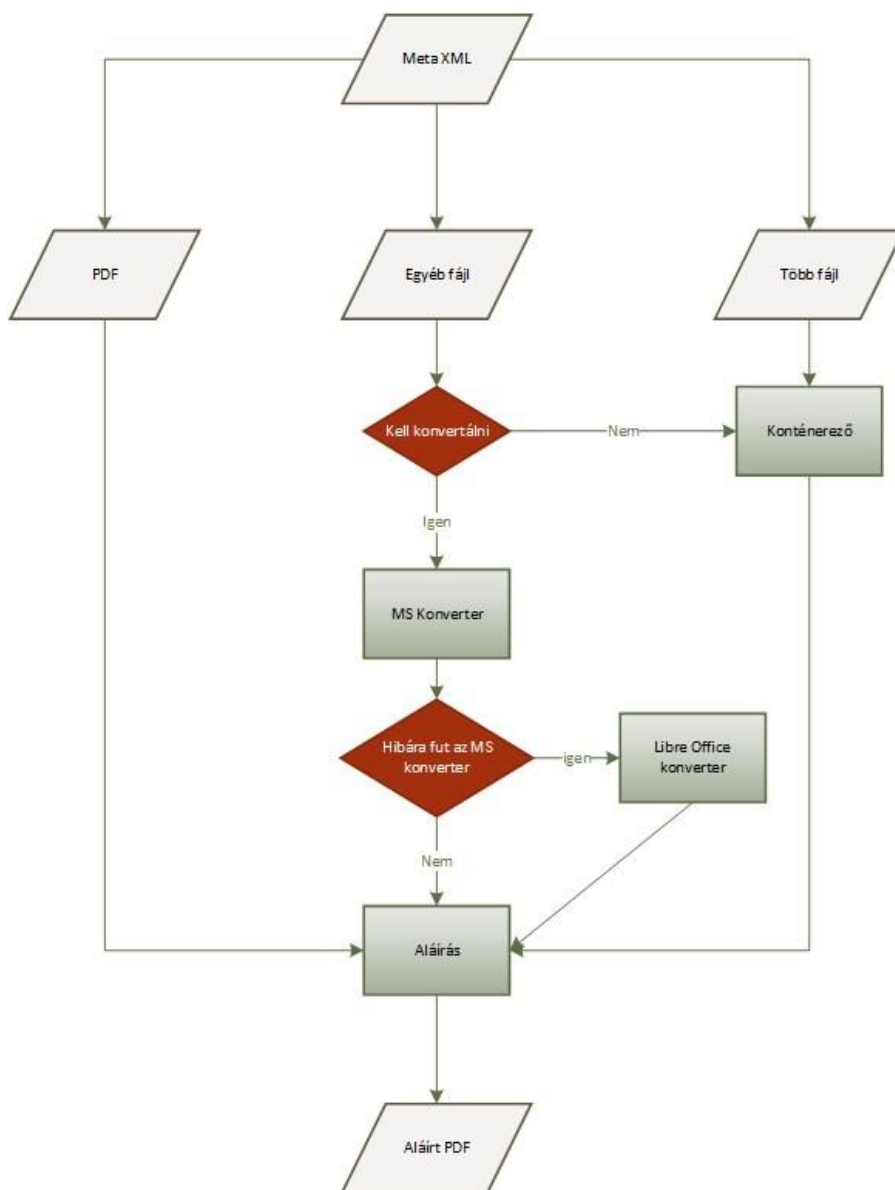 Meta XML
PDF
Egyéb fájl
Több fájl
Kell konvertálni
Nem
Konténerező
Igen
MS Konverter
Hibára fut az MS
konverter
igen
Libre Office
konverter
Nem
Aláírás
Aláírt PDF